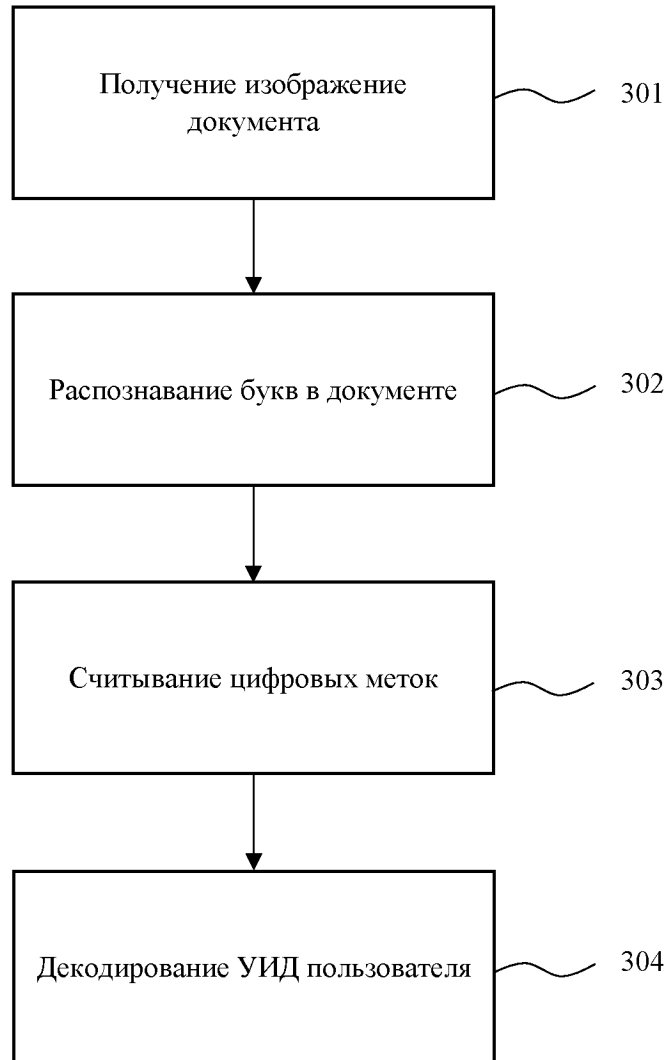 Получение изображение
документа
301
Распознавание букв в документе
302
Считывание цифровых меток
303
Декодирование УИД пользователя
304